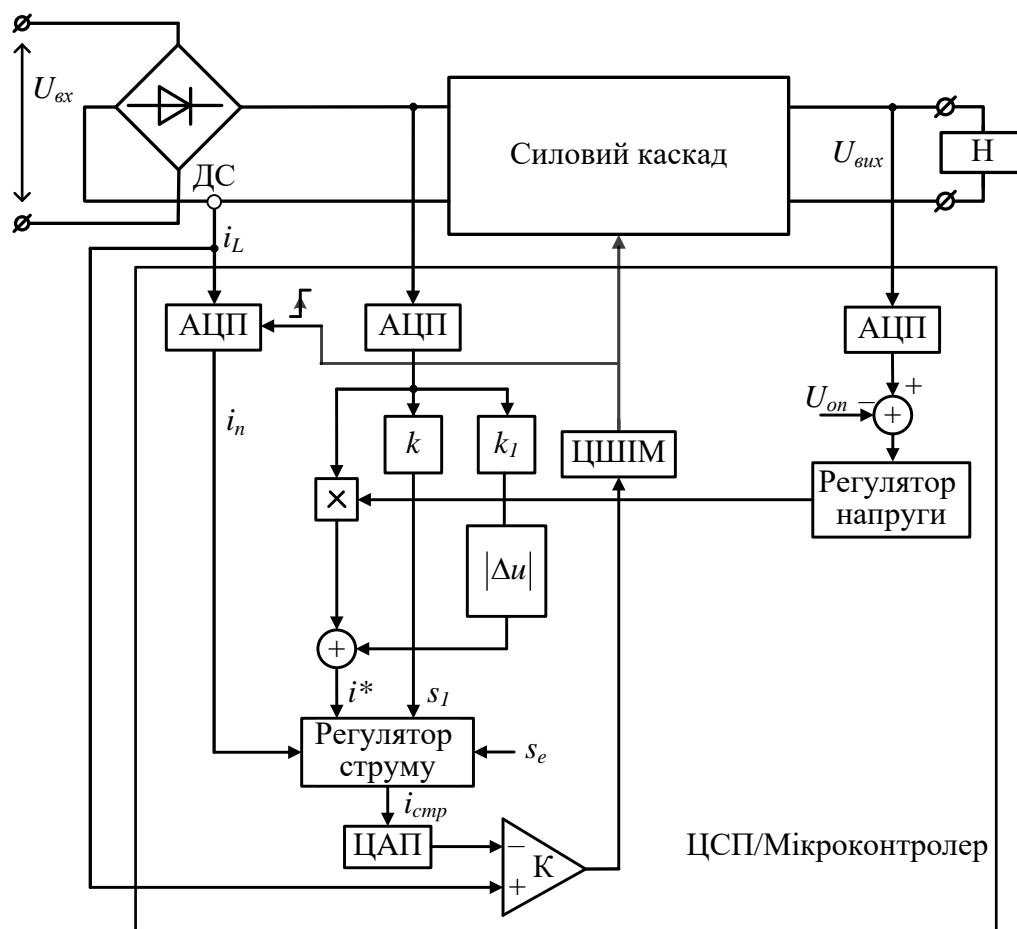 U_вх
ДС
Силовий каскад
U_вих
Н
i_L
АЦП
АЦП
АЦП
+
U_оп
−
+
i_n
k
k_1
ЦШІМ
×
Регулятор
напруги
|Δu|
+
i*
s_1
Регулятор
струму
s_e
i_стр
ЦАП
−
К
+
ЦСП/Мікроконтролер